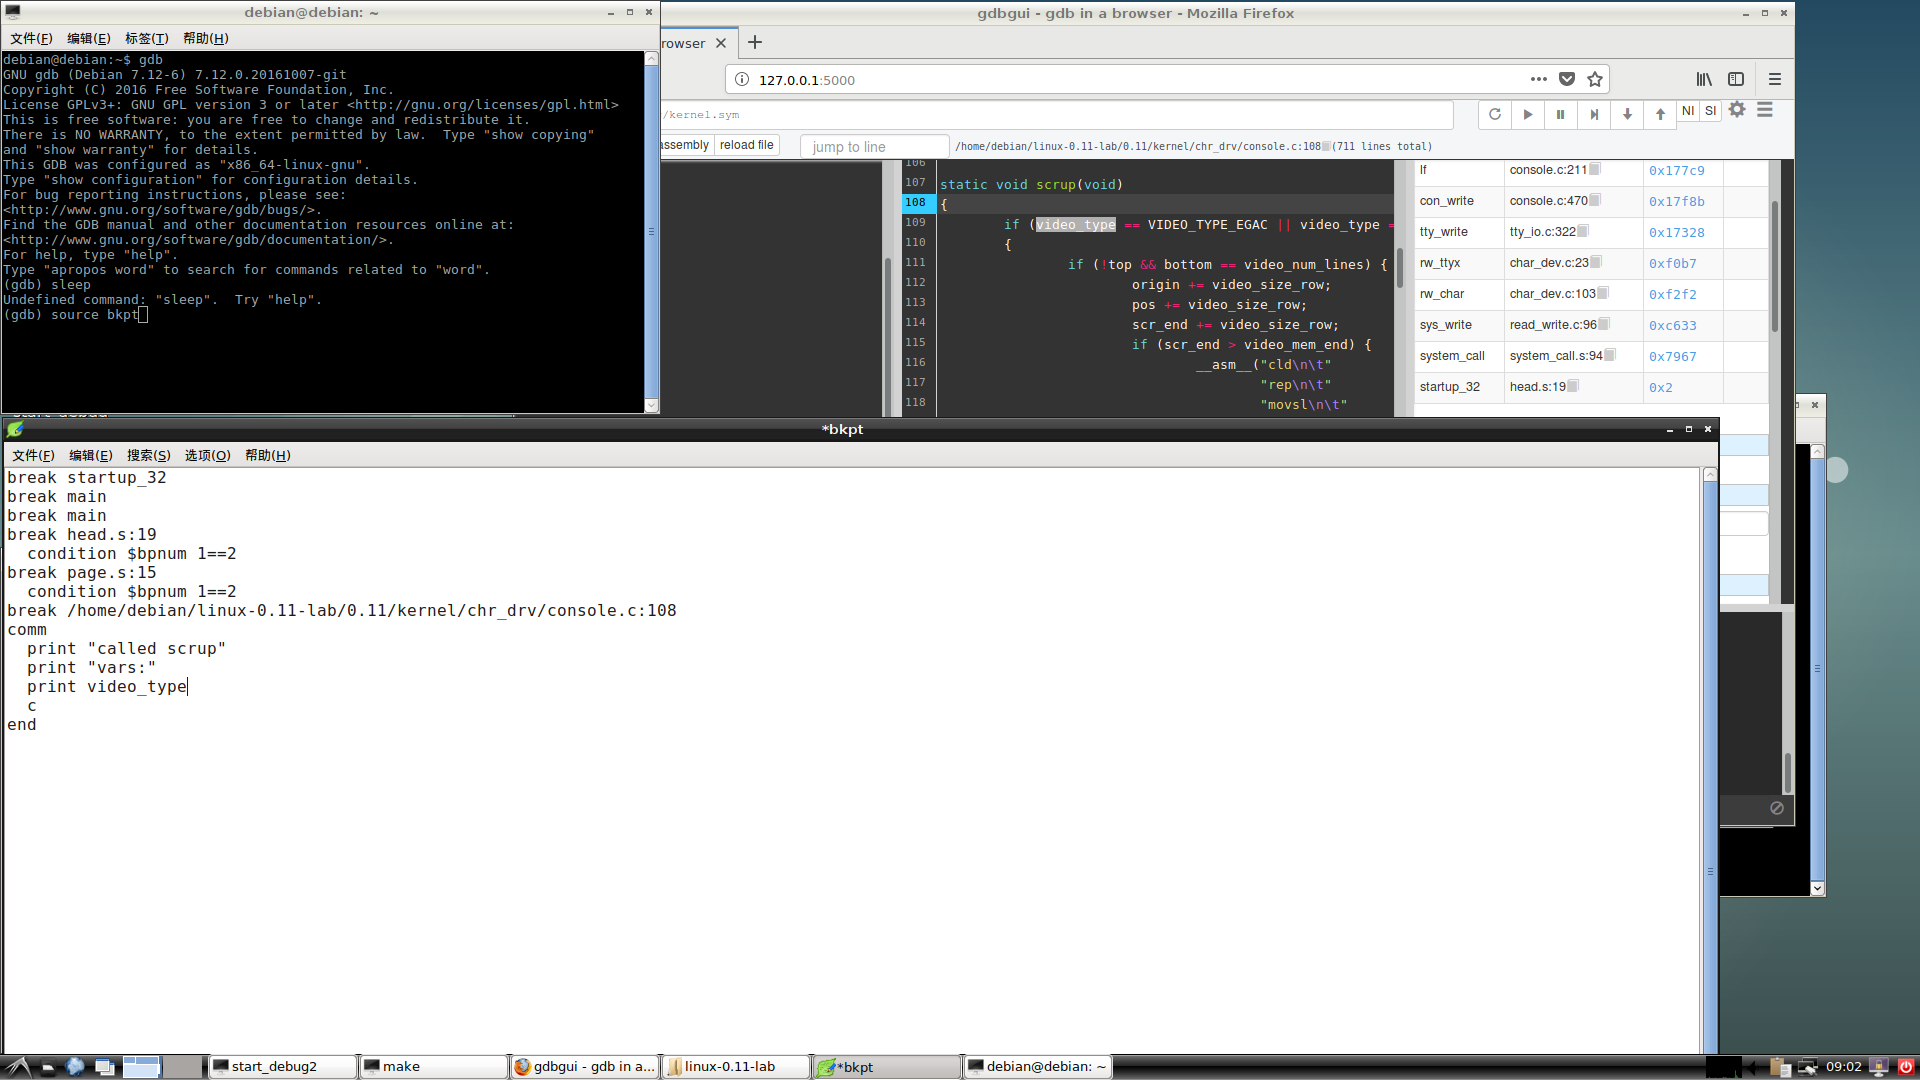 debian@debian: ~
文件(F) 编辑(E) 标签(T) 帮助(H)
debian@debian:~$ gdb
GNU gdb (Debian 7.12-6) 7.12.0.20161007-git
Copyright (C) 2016 Free Software Foundation, Inc.
License GPLv3+: GNU GPL version 3 or later <http://gnu.org/licenses/gpl.html>
This is free software: you are free to change and redistribute it.
There is NO WARRANTY, to the extent permitted by law.  Type "show copying"
and "show warranty" for details.
This GDB was configured as "x86_64-linux-gnu".
Type "show configuration" for configuration details.
For bug reporting instructions, please see:
<http://www.gnu.org/software/gdb/bugs/>.
Find the GDB manual and other documentation resources online at:
<http://www.gnu.org/software/gdb/documentation/>.
For help, type "help".
Type "apropos word" to search for commands related to "word".
(gdb) sleep
Undefined command: "sleep".  Try "help".
(gdb) source bkpt
gdbgui - gdb in a browser - Mozilla Firefox
rowser
127.0.0.1:5000
/kernel.sym
NI SI
assembly reload file
jump to line
/home/debian/linux-0.11-lab/0.11/kernel/chr_drv/console.c:108 (711 lines total)
106
107 static void scrup(void)
108 {
109 if (video_type == VIDEO_TYPE_EGAC || video_type =
110 {
111 if (!top && bottom == video_num_lines) {
112 origin += video_size_row;
113 pos += video_size_row;
114 scr_end += video_size_row;
115 if (scr_end > video_mem_end) {
116 __asm__("cld\n\t"
117 "rep\n\t"
118 "movsl\n\t"
lf console.c:211 0x177c9
con_write console.c:470 0x17f8b
tty_write tty_io.c:322 0x17328
rw_ttyx char_dev.c:23 0xf0b7
rw_char char_dev.c:103 0xf2f2
sys_write read_write.c:96 0xc633
system_call system_call.s:94 0x7967
startup_32 head.s:19 0x2
*bkpt
文件(F) 编辑(E) 搜索(S) 选项(O) 帮助(H)
break startup_32
break main
break main
break head.s:19
  condition $bpnum 1==2
break page.s:15
  condition $bpnum 1==2
break /home/debian/linux-0.11-lab/0.11/kernel/chr_drv/console.c:108
comm
  print "called scrup"
  print "vars:"
  print video_type
  c
end
start_debug2 make gdbgui - gdb in a... linux-0.11-lab *bkpt debian@debian: ~ 09:02